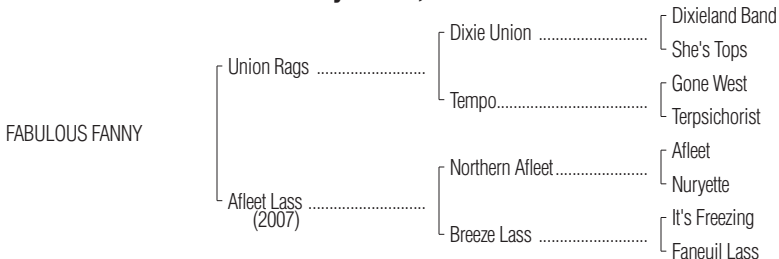 Dixieland Band
Dixie Union ..........................
She's Tops
Union Rags ..........................
Gone West
Tempo....................................
Terpsichorist
FABULOUS FANNY
Afleet
Northern Afleet......................
Nuryette
Afleet Lass ...........................
(2007)
It's Freezing
Breeze Lass ..........................
Faneuil Lass